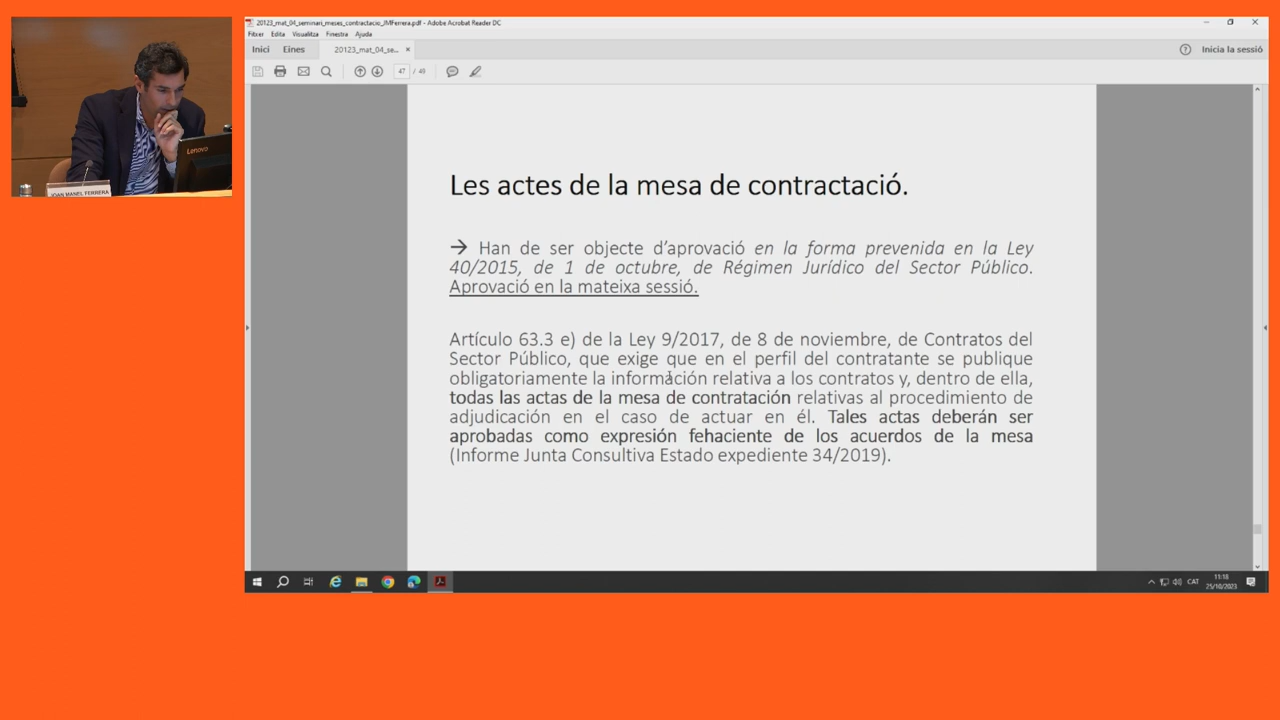 20123_mat_04_seminari_meses_contractacio_JMFerrera.pdf - Adobe Acrobat Reader DC
Fitxer Edita Visualitza Finestra Ajuda
Inici Eines 20123_mat_04_se... × Inicia la sessió
47 / 48
Lenovo
JOAN MANEL FERRERA
Les actes de la mesa de contractació.
→ Han de ser objecte d’aprovació en la forma prevenida en la Ley
40/2015, de 1 de octubre, de Régimen Jurídico del Sector Público.
Aprovació en la mateixa sessió.
Artículo 63.3 e) de la Ley 9/2017, de 8 de noviembre, de Contratos del
Sector Público, que exige que en el perfil del contratante se publique
obligatoriamente la información relativa a los contratos y, dentro de ella,
todas las actas de la mesa de contratación relativas al procedimiento de
adjudicación en el caso de actuar en él. Tales actas deberán ser
aprobadas como expresión fehaciente de los acuerdos de la mesa
(Informe Junta Consultiva Estado expediente 34/2019).
CAT 11:18
25/10/2023